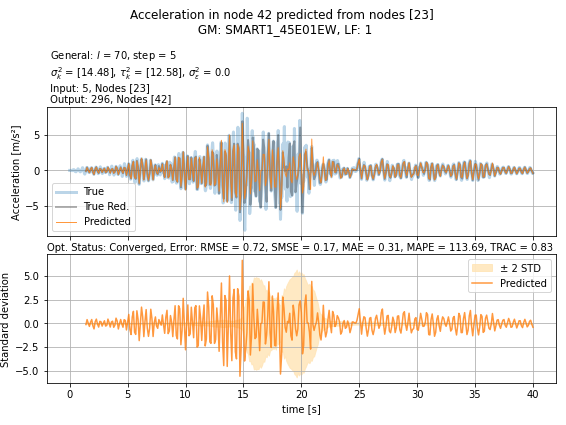 Acceleration in node 42 predicted from nodes [23]
GM: SMART1_45E01EW, LF: 1
General: l = 70, step = 5
σ²ₖ = [14.48], τ²ₖ = [12.58], σ²ε = 0.0
Input: 5, Nodes [23]
Output: 296, Nodes [42]
Acceleration [m/s²]
5
0
−5
True
True Red.
Predicted
Opt. Status: Converged, Error: RMSE = 0.72, SMSE = 0.17, MAE = 0.31, MAPE = 113.69, TRAC = 0.83
Standard deviation
5.0
2.5
0.0
−2.5
−5.0
± 2 STD
Predicted
0 5 10 15 20 25 30 35 40
time [s]